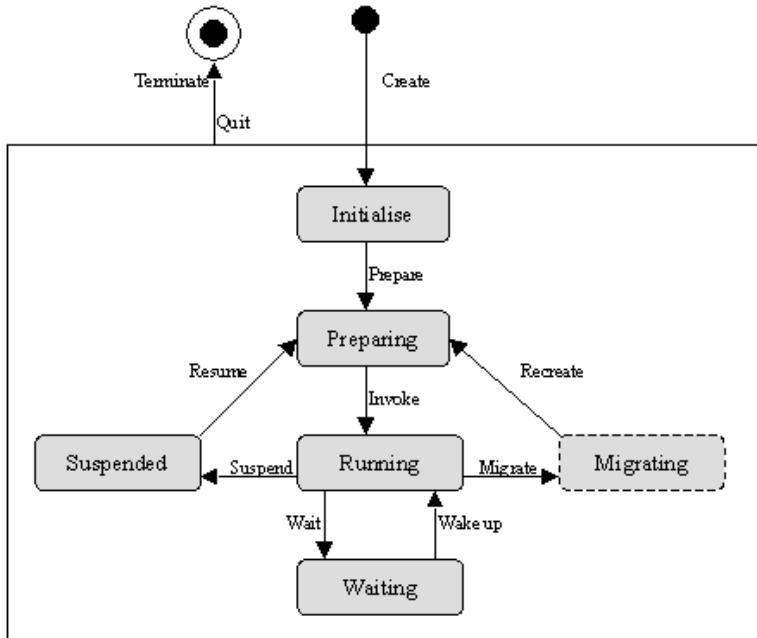 Terminate
Create
Quit
Initialise
Prepare
Preparing
Resume
Recreate
Invoke
Suspended
Suspend
Running
Migrate
Migrating
Wait
Wake up
Waiting